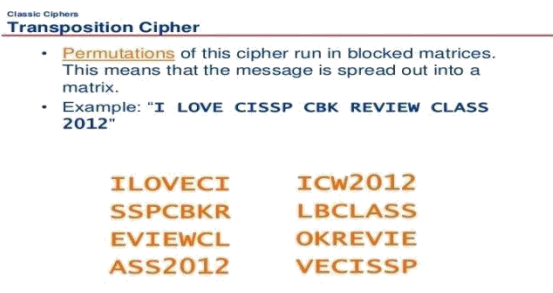 Classic Ciphers
Transposition Cipher
• Permutations of this cipher run in blocked matrices.
This means that the message is spread out into a
matrix.
• Example: "I LOVE CISSP CBK REVIEW CLASS
2012"
ILOVECI
SSPCBKR
EVIEWCL
ASS2012
ICW2012
LBCLASS
OKREVIE
VECISSP